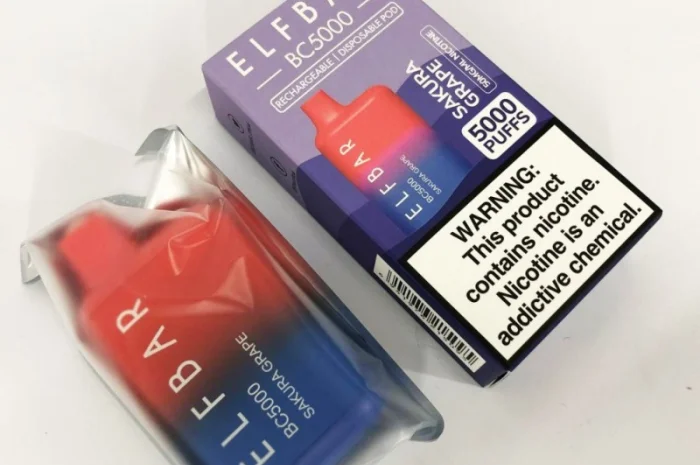 ELFBA
BC5000
RECHARGEABLE | DISPOSABLE POD
SAKURA
GRAPE
50MG/ML NICOTINE
5000
PUFFS
ELFBAR
BC5000
SAKURA GRAPE
WARNING:
This product
contains nicotine.
Nicotine is an
addictive chemical.
ELFBAR
BC5000
SAKURA GRAPE